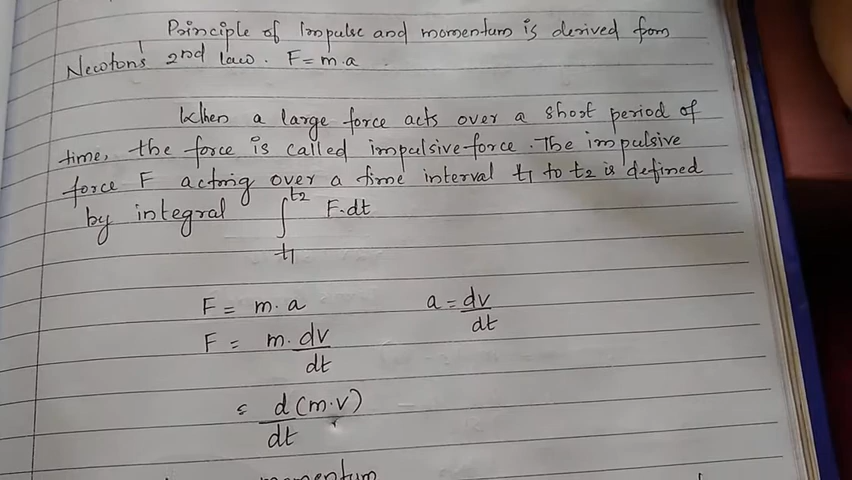 Principle of Impulse and momentum is derived from
Newton's 2nd law. F = m.a
When a large force acts over a short period of
time, the force is called impulsive force. The impulsive
force F acting over a time interval t1 to t2 is defined
by integral ∫ t1 t2 F.dt
F = m.a a = dv/dt
F = m.dv/dt
= d/dt (m.v)
momentum